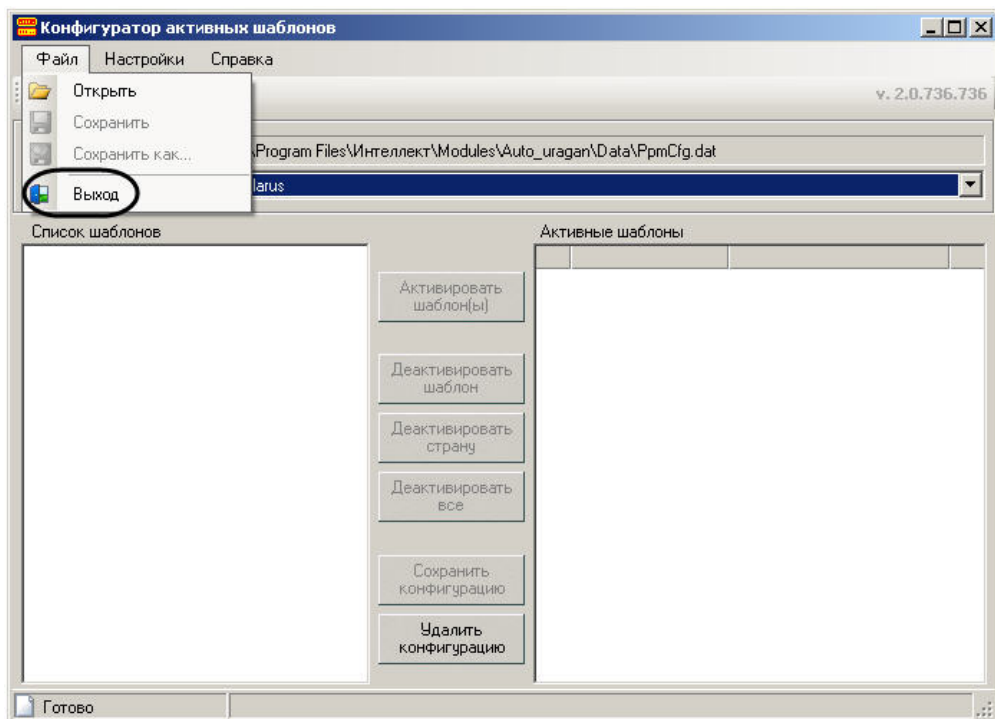 Конфигуратор активных шаблонов
Файл Настройки Справка
Открыть
v. 2.0.736.736
Сохранить
Сохранить как...
\Program Files\Интеллект\Modules\Auto_uragan\Data\PpmCfg.dat
Выход
larus
Список шаблонов
Активные шаблоны
Активировать
шаблон(ы)
Деактивировать
шаблон
Деактивировать
страну
Деактивировать
все
Сохранить
конфигурацию
Удалить
конфигурацию
Готово